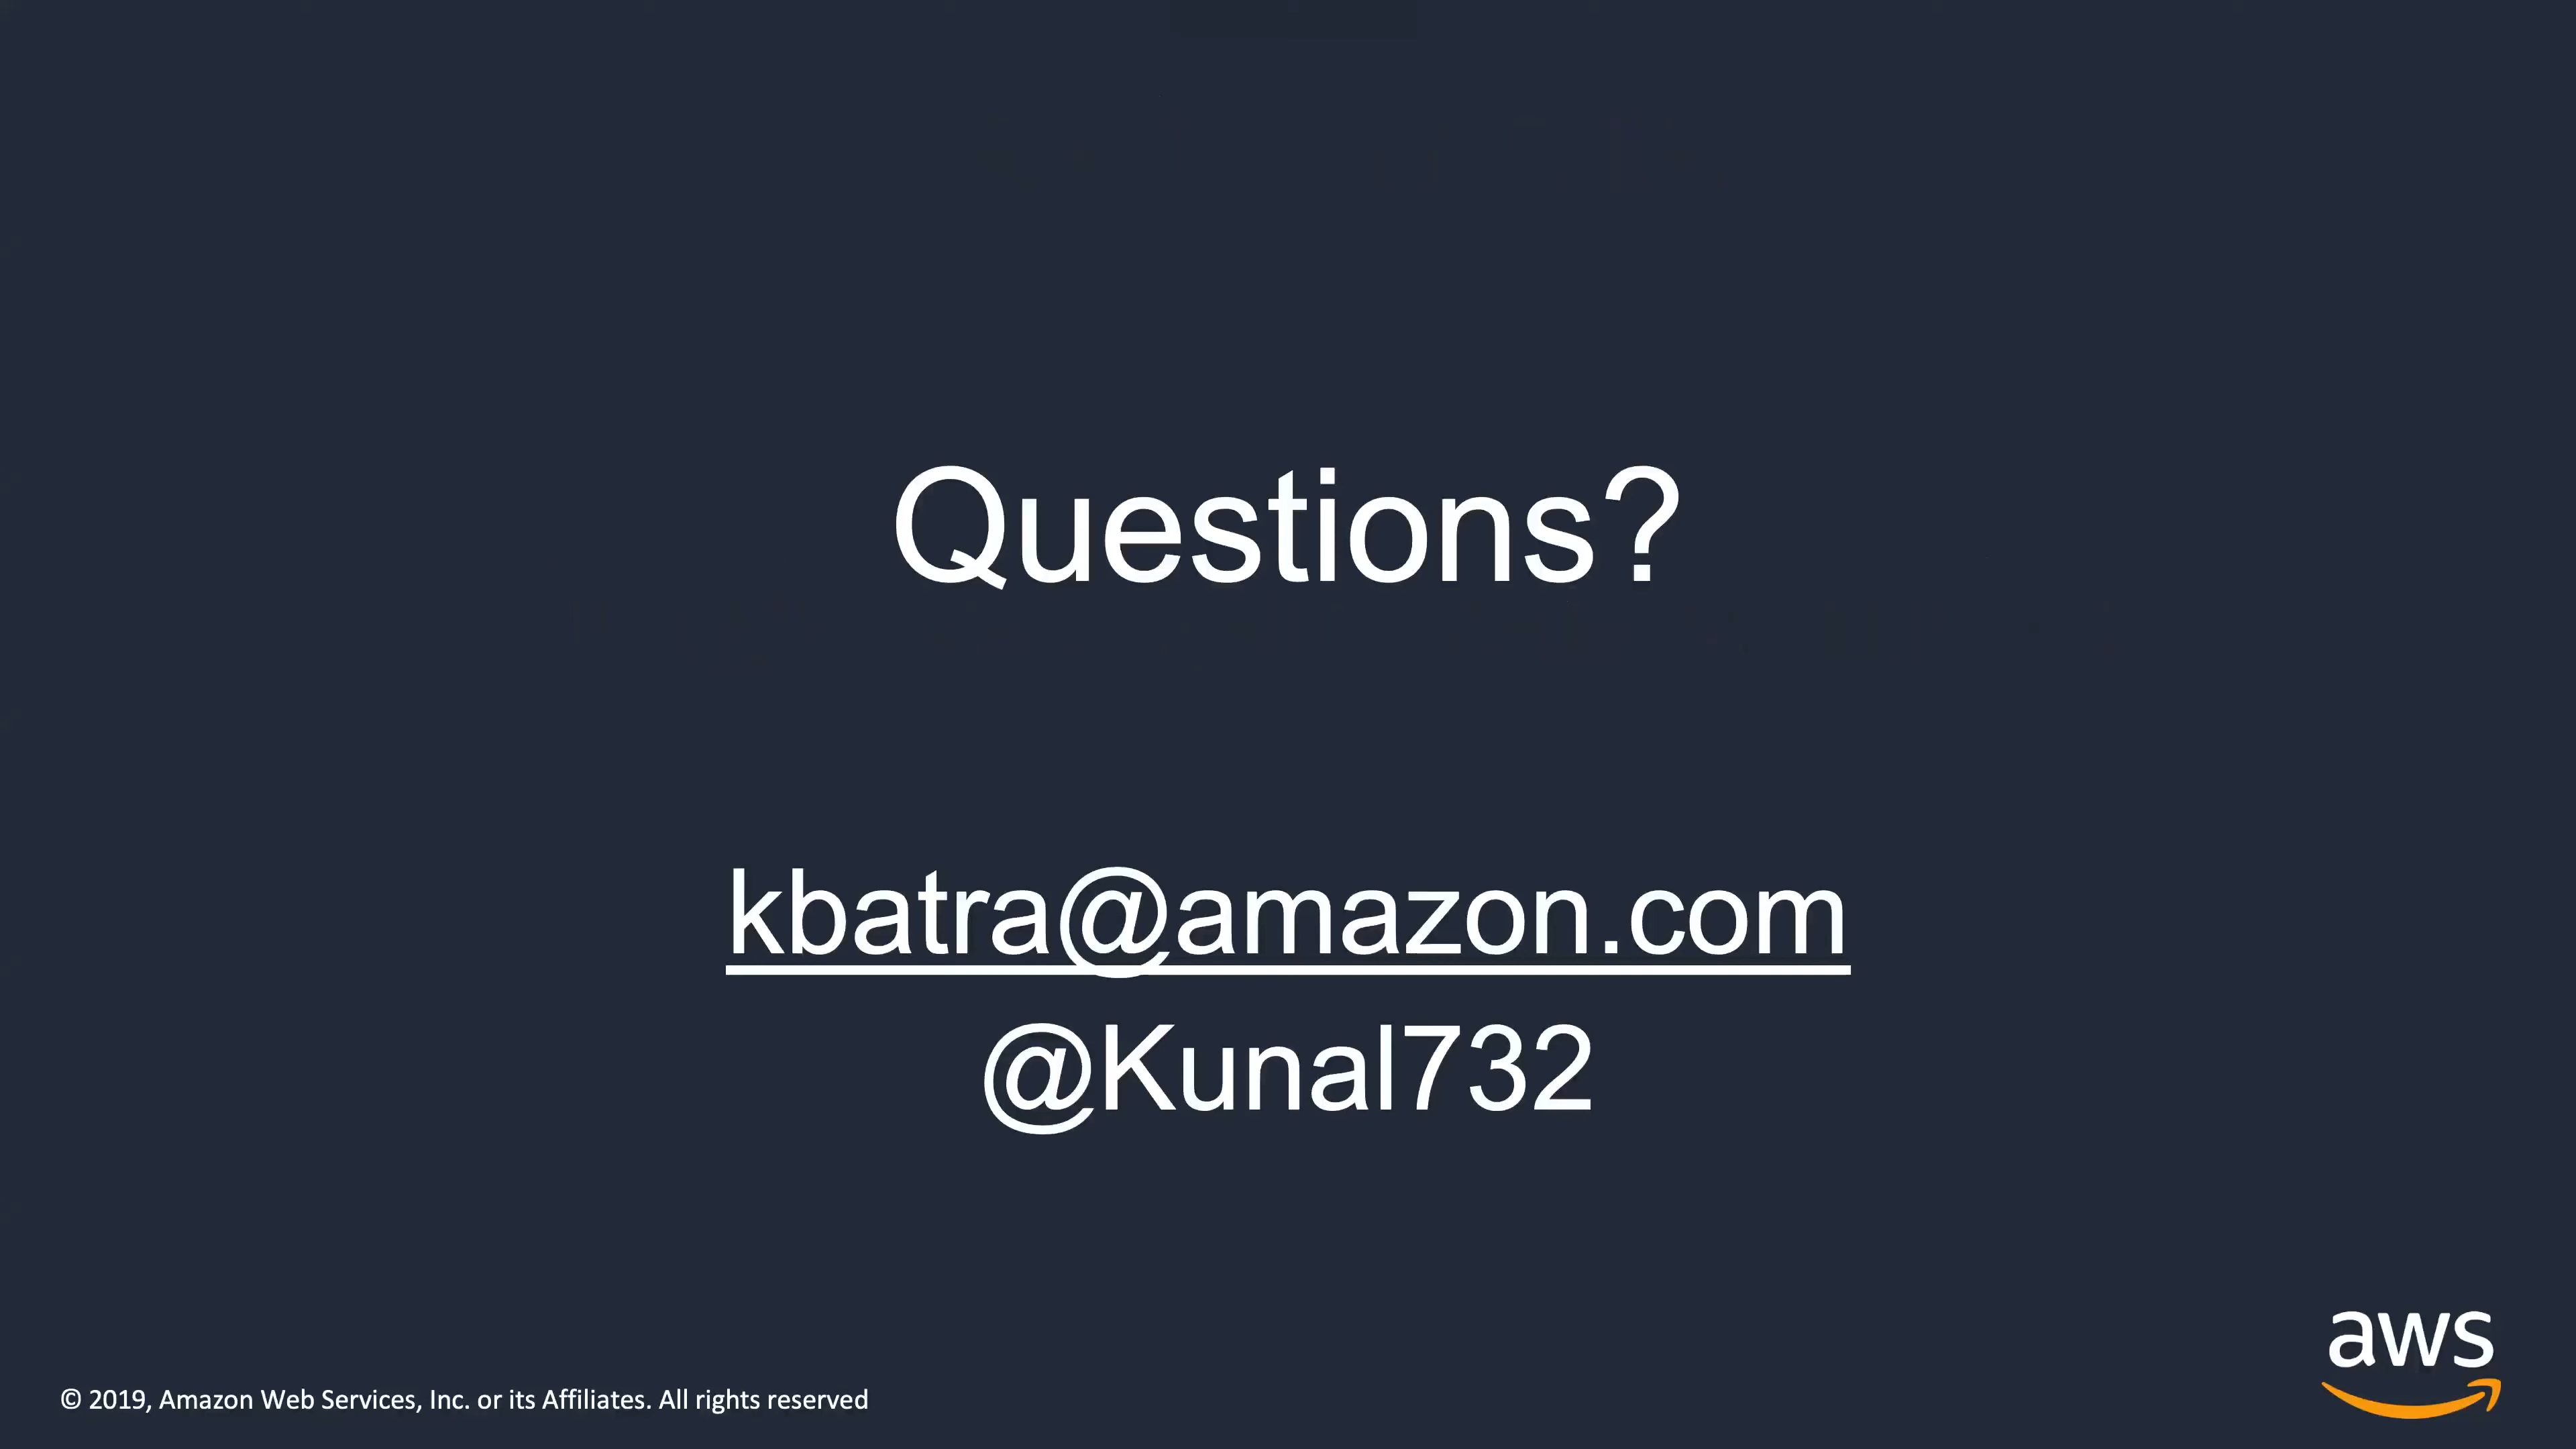 Questions?
kbatra@amazon.com
@Kunal732
aws
© 2019, Amazon Web Services, Inc. or its Affiliates. All rights reserved